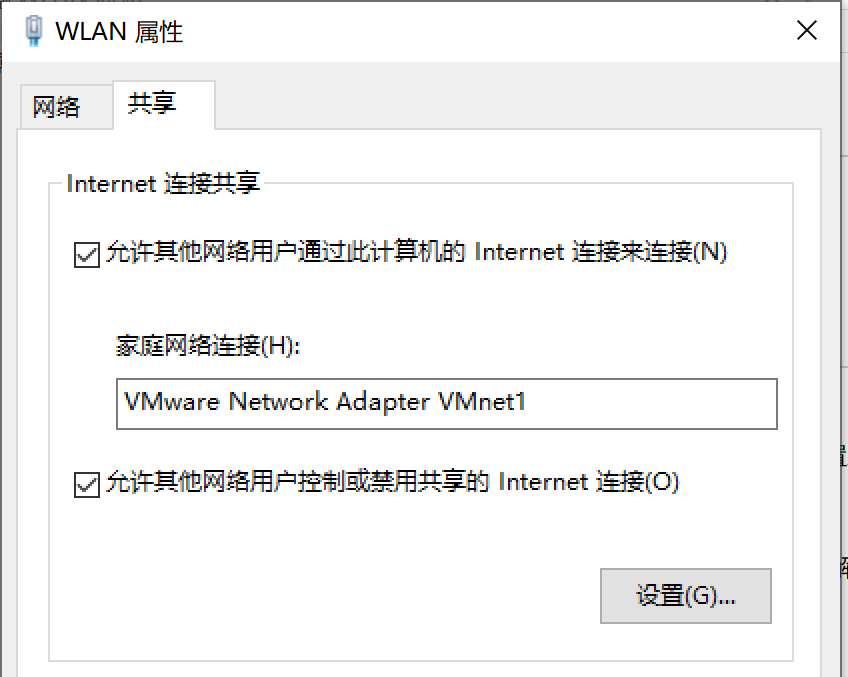 WLAN 属性
网络
共享
Internet 连接共享
允许其他网络用户通过此计算机的 Internet 连接来连接(N)
家庭网络连接(H):
VMware Network Adapter VMnet1
允许其他网络用户控制或禁用共享的 Internet 连接(O)
设置(G)...